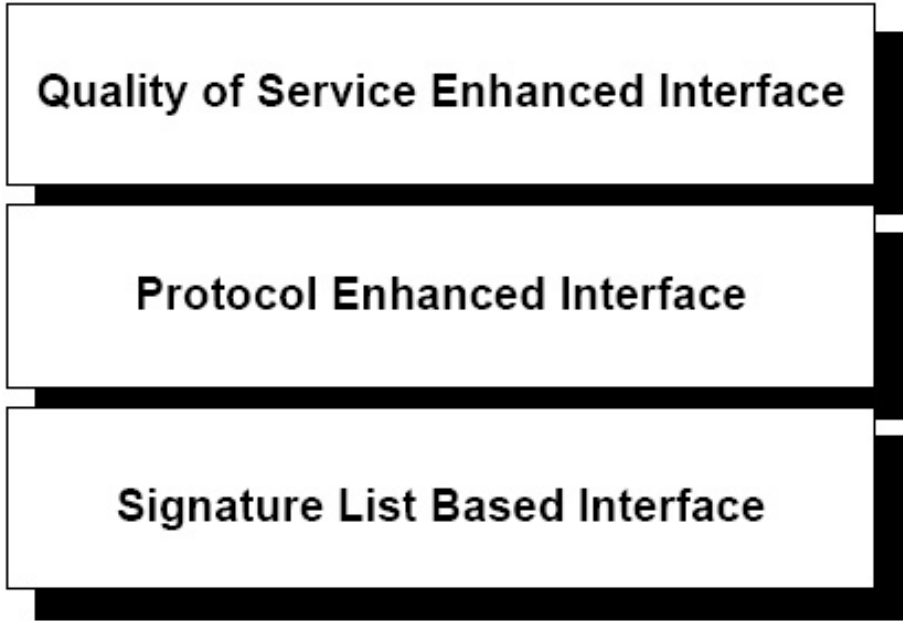 Quality of Service Enhanced Interface
Protocol Enhanced Interface
Signature List Based Interface